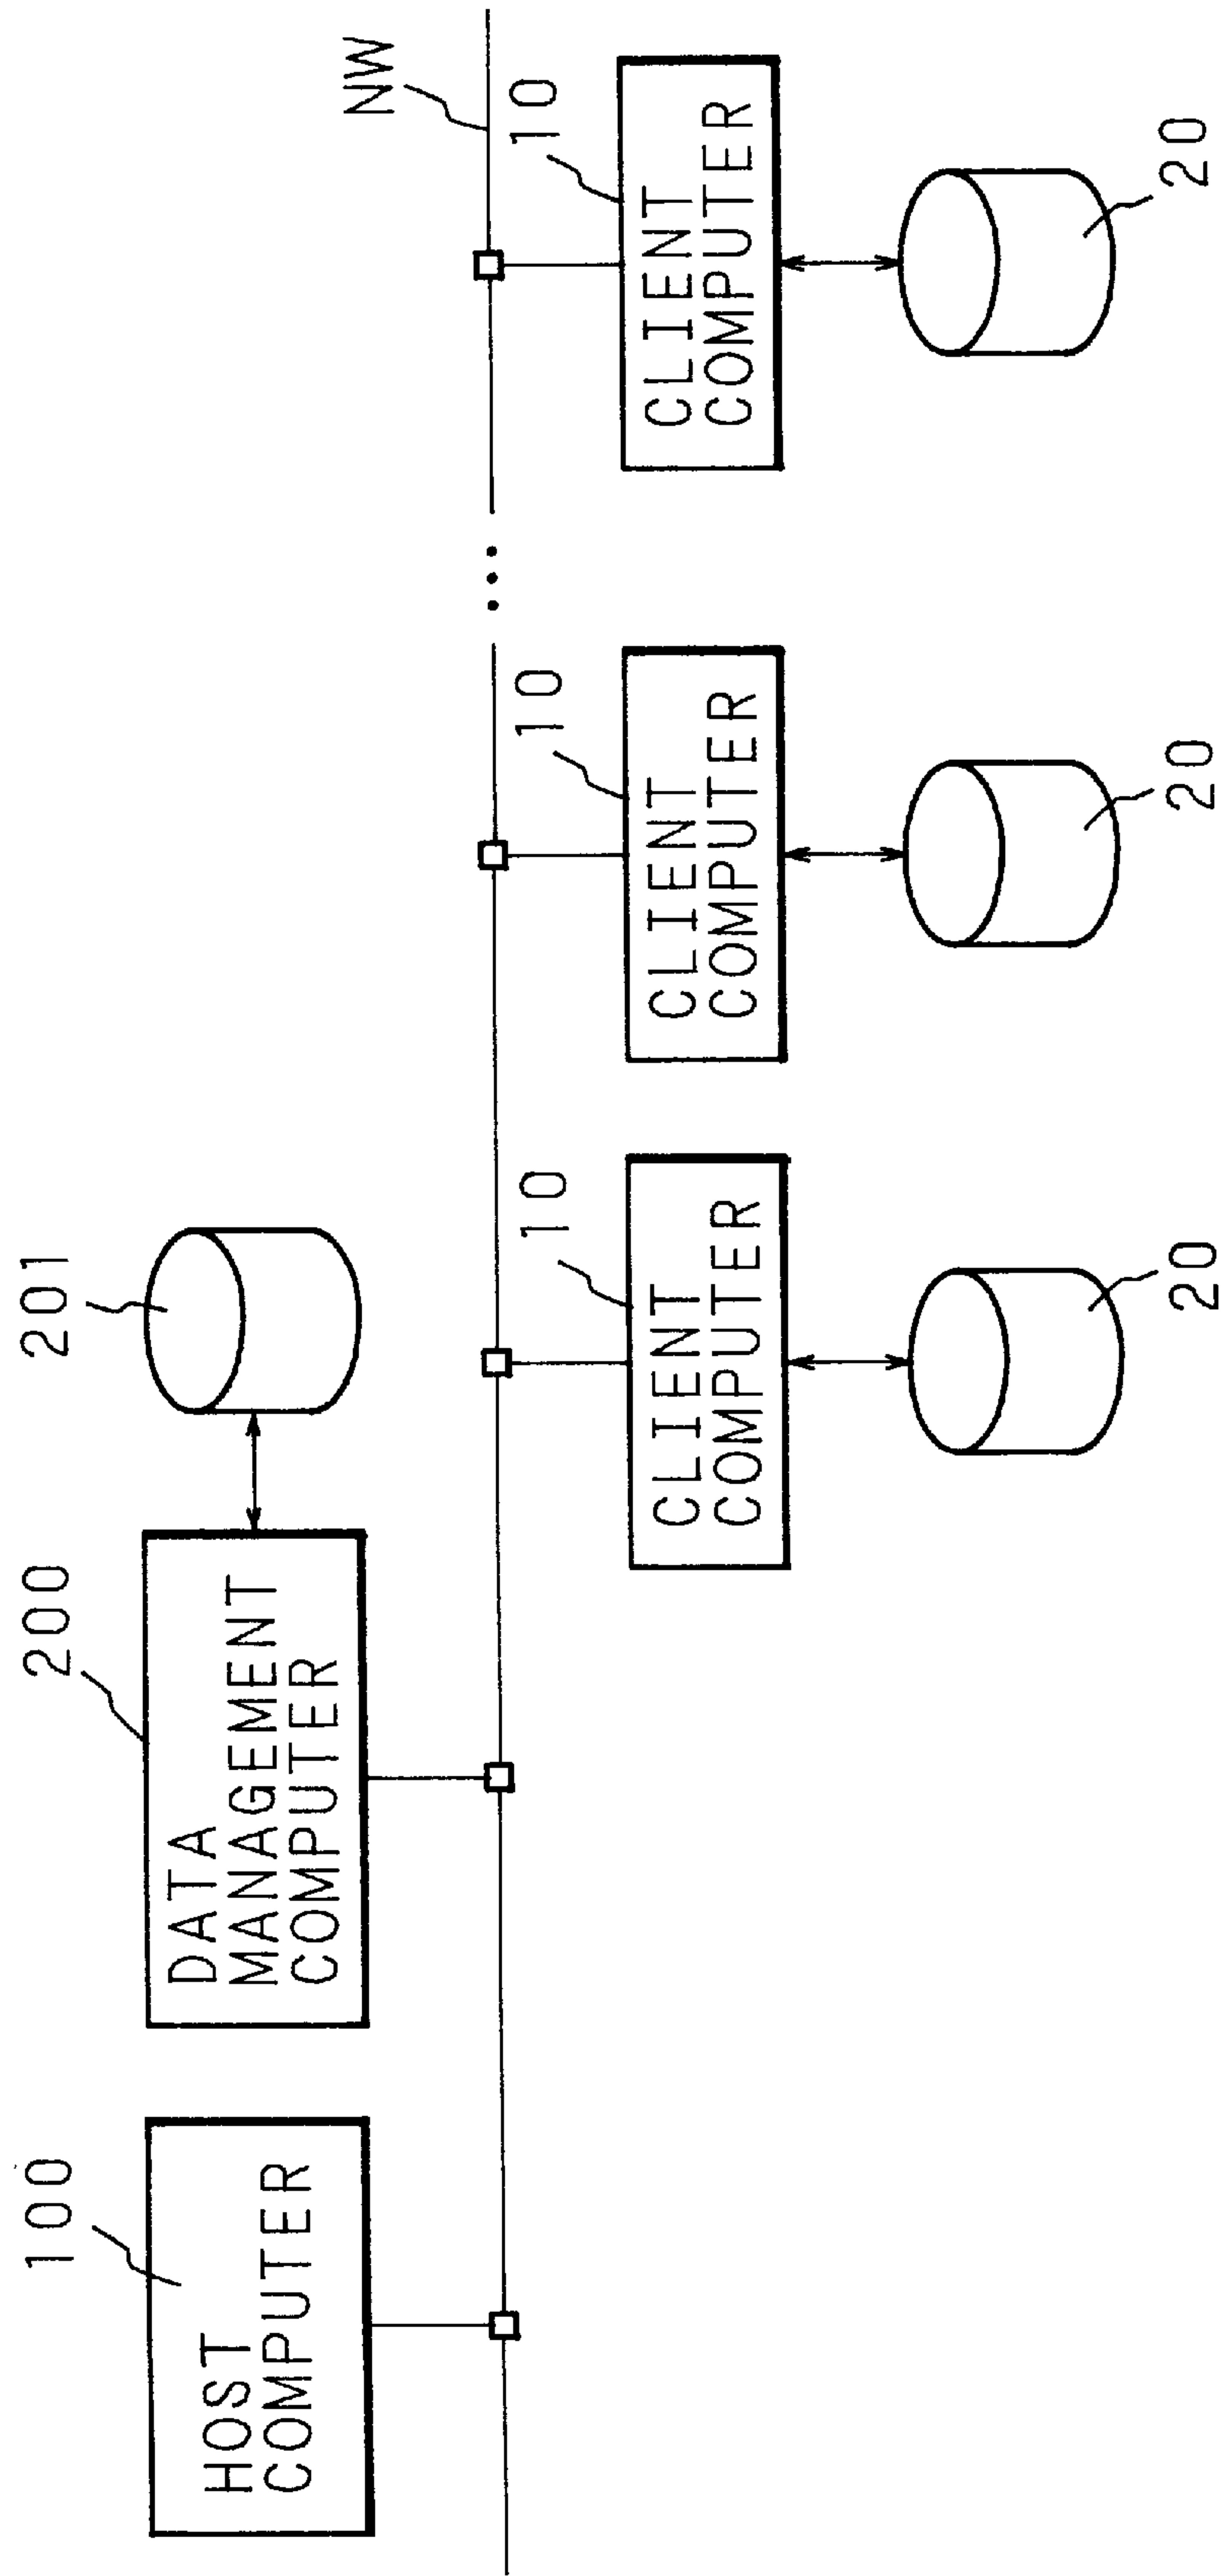 100
HOST
COMPUTER
200
DATA
MANAGEMENT
COMPUTER
201
NW
10
CLIENT
COMPUTER
20
10
CLIENT
COMPUTER
20
10
CLIENT
COMPUTER
20